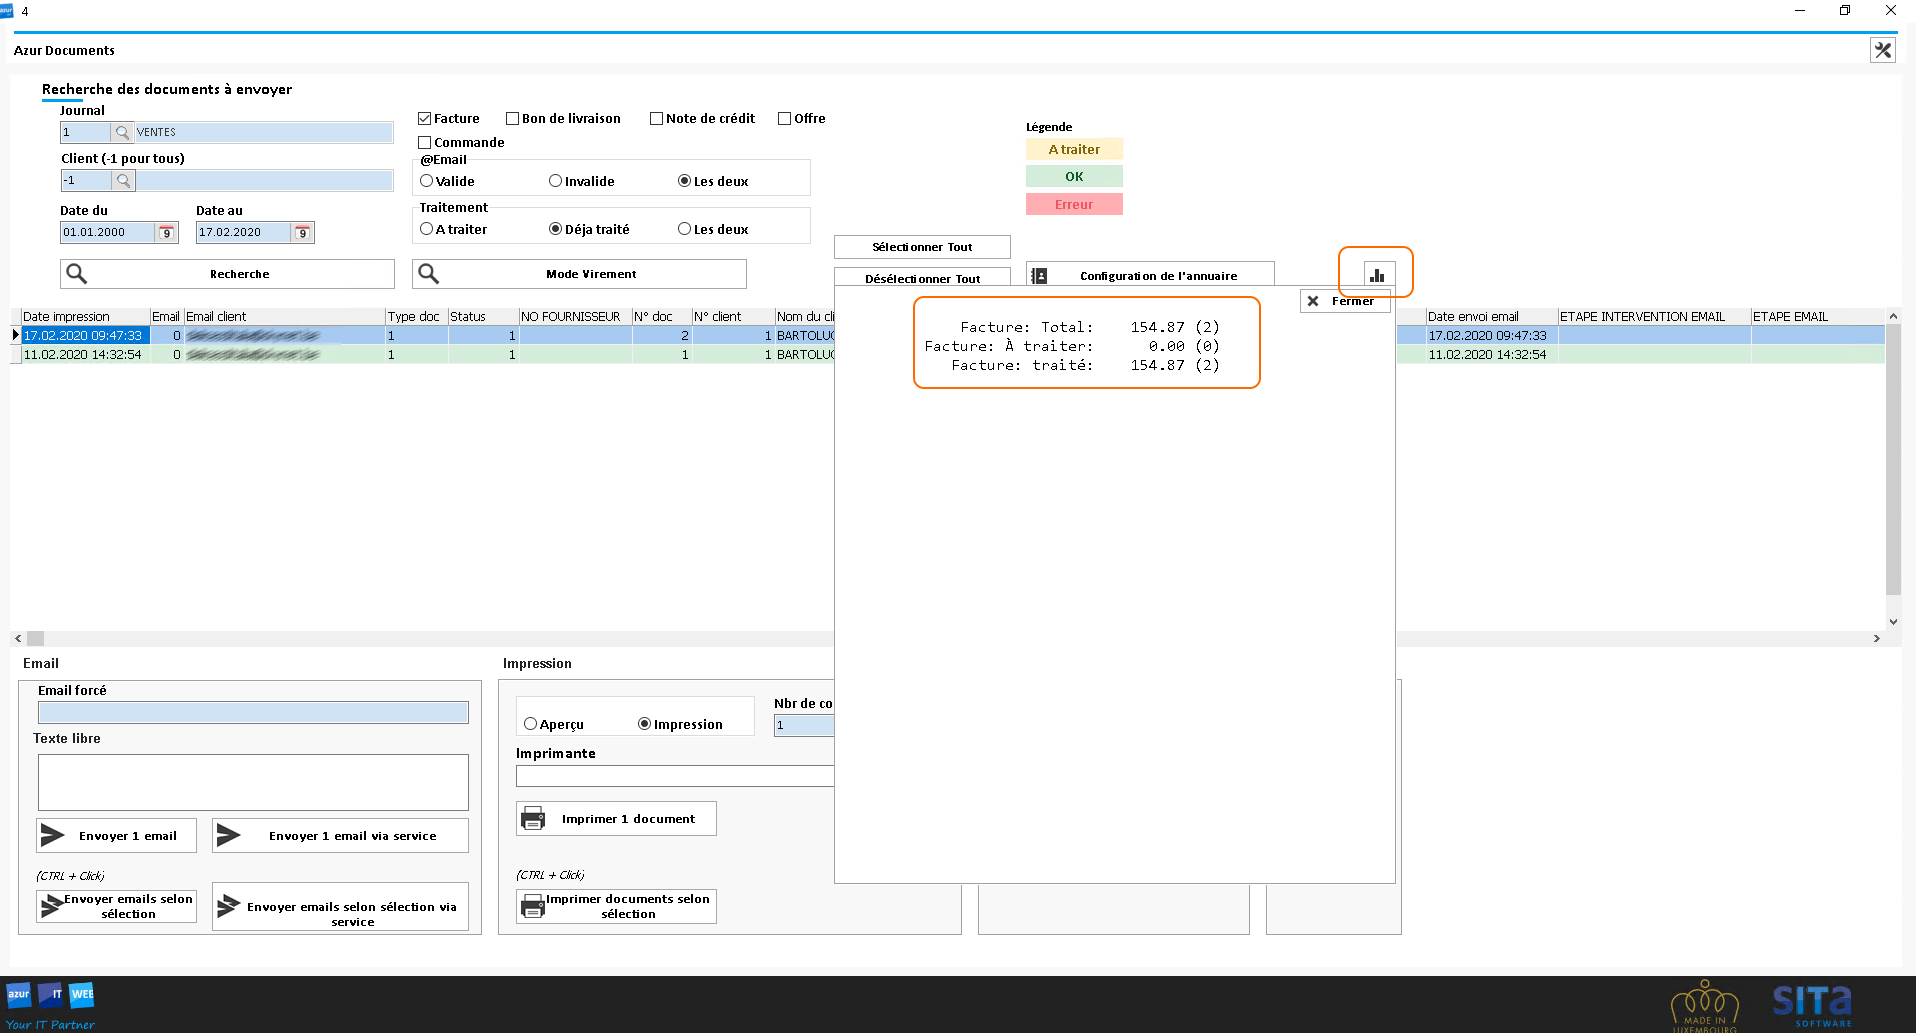 4
Azur Documents
Recherche des documents à envoyer
Journal
1 VENTES
Client (-1 pour tous)
-1
Date du Date au
01.01.2000 9 17.02.2020 9
Recherche
Facture Bon de livraison Note de crédit Offre
Commande
@Email
Valide Invalide Les deux
Traitement
A traiter Déja traité Les deux
Mode Virement
Légende
A traiter
OK
Erreur
Sélectionner Tout
Désélectionner Tout
Configuration de l'annuaire
Fermer
Facture: Total: 154.87 (2)
Facture: À traiter: 0.00 (0)
Facture: traité: 154.87 (2)
Date impression Email Email client Type doc Status NO FOURNISSEUR N° doc N° client Nom du cli Date envoi email ETAPE INTERVENTION EMAIL ETAPE EMAIL
17.02.2020 09:47:33 0 1 1 2 1 BARTOLUC 17.02.2020 09:47:33
11.02.2020 14:32:54 0 1 1 1 1 BARTOLUC 11.02.2020 14:32:54
Email
Email forcé
Texte libre
Envoyer 1 email
Envoyer 1 email via service
(CTRL + Click)
Envoyer emails selon
sélection
Envoyer emails selon sélection via
service
Impression
Aperçu Impression
Nbr de co
1
Imprimante
Imprimer 1 document
(CTRL + Click)
Imprimer documents selon
sélection
azur IT WEB
Your IT Partner
MADE IN
LUXEMBOURG
SITa
SOFTWARE